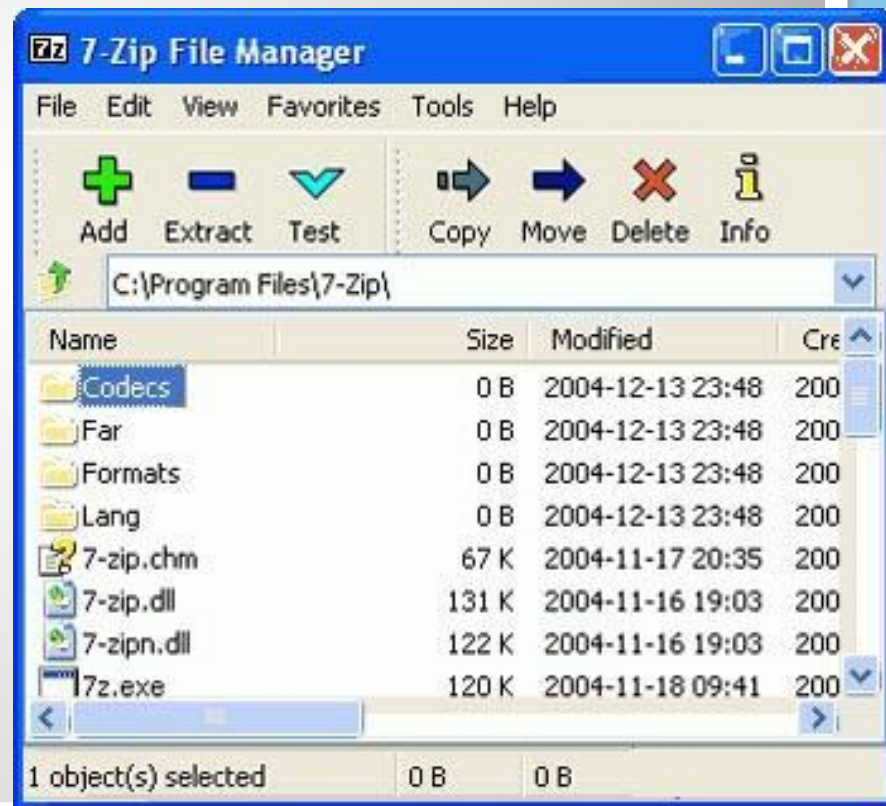 7z 7-Zip File Manager
File Edit View Favorites Tools Help
Add Extract Test Copy Move Delete Info
C:\Program Files\7-Zip\
Name Size Modified Cre
Codecs 0 B 2004-12-13 23:48 200
Far 0 B 2004-12-13 23:48 200
Formats 0 B 2004-12-13 23:48 200
Lang 0 B 2004-12-13 23:48 200
7-zip.chm 67 K 2004-11-17 20:35 200
7-zip.dll 131 K 2004-11-16 19:03 200
7-zipn.dll 122 K 2004-11-16 19:03 200
7z.exe 120 K 2004-11-18 09:41 200
1 object(s) selected 0 B 0 B